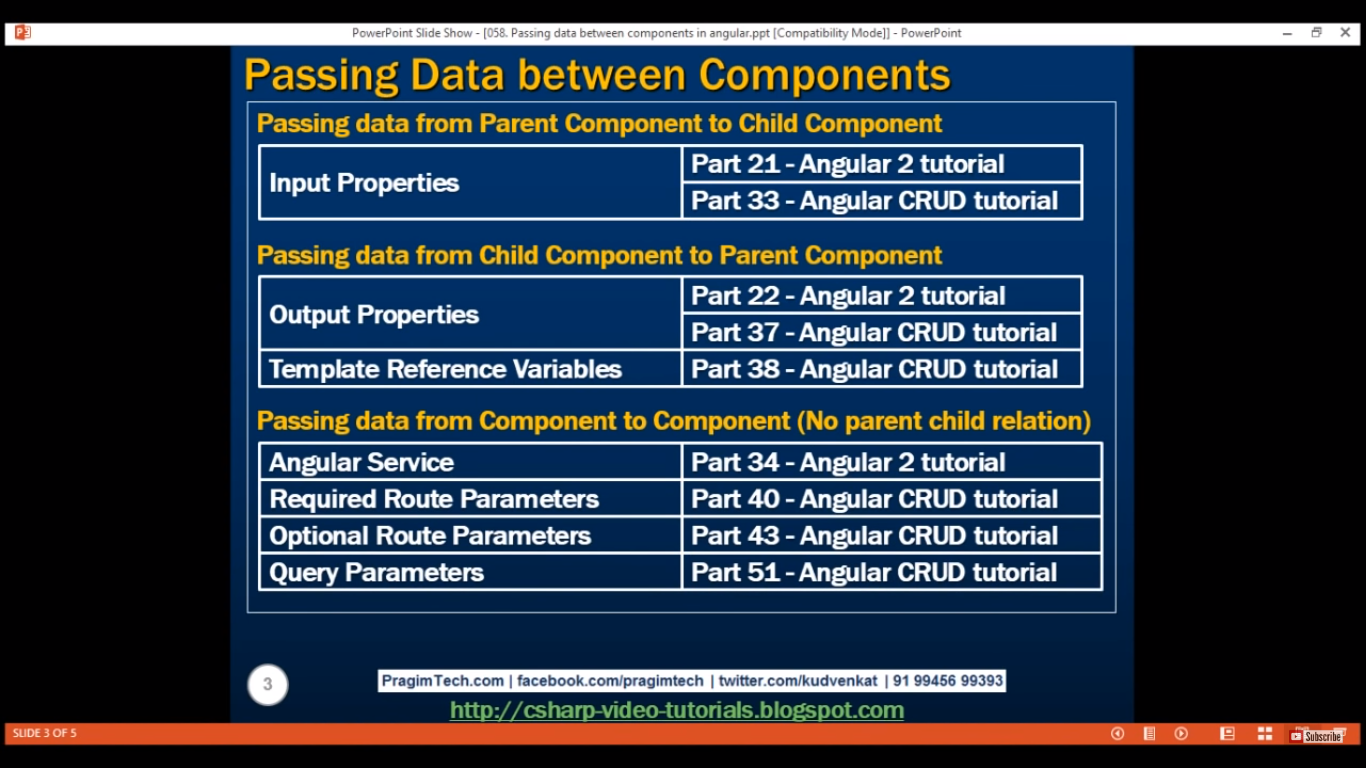 PowerPoint Slide Show - [058. Passing data between components in angular.ppt [Compatibility Mode]] - PowerPoint
Passing Data between Components
Passing data from Parent Component to Child Component
Input Properties
Part 21 - Angular 2 tutorial
Part 33 - Angular CRUD tutorial
Passing data from Child Component to Parent Component
Output Properties
Part 22 - Angular 2 tutorial
Part 37 - Angular CRUD tutorial
Template Reference Variables
Part 38 - Angular CRUD tutorial
Passing data from Component to Component (No parent child relation)
Angular Service
Part 34 - Angular 2 tutorial
Required Route Parameters
Part 40 - Angular CRUD tutorial
Optional Route Parameters
Part 43 - Angular CRUD tutorial
Query Parameters
Part 51 - Angular CRUD tutorial
3
PragimTech.com | facebook.com/pragimtech | twitter.com/kudvenkat | 91 99456 99393
http://csharp-video-tutorials.blogspot.com
SLIDE 3 OF 5
Subscribe